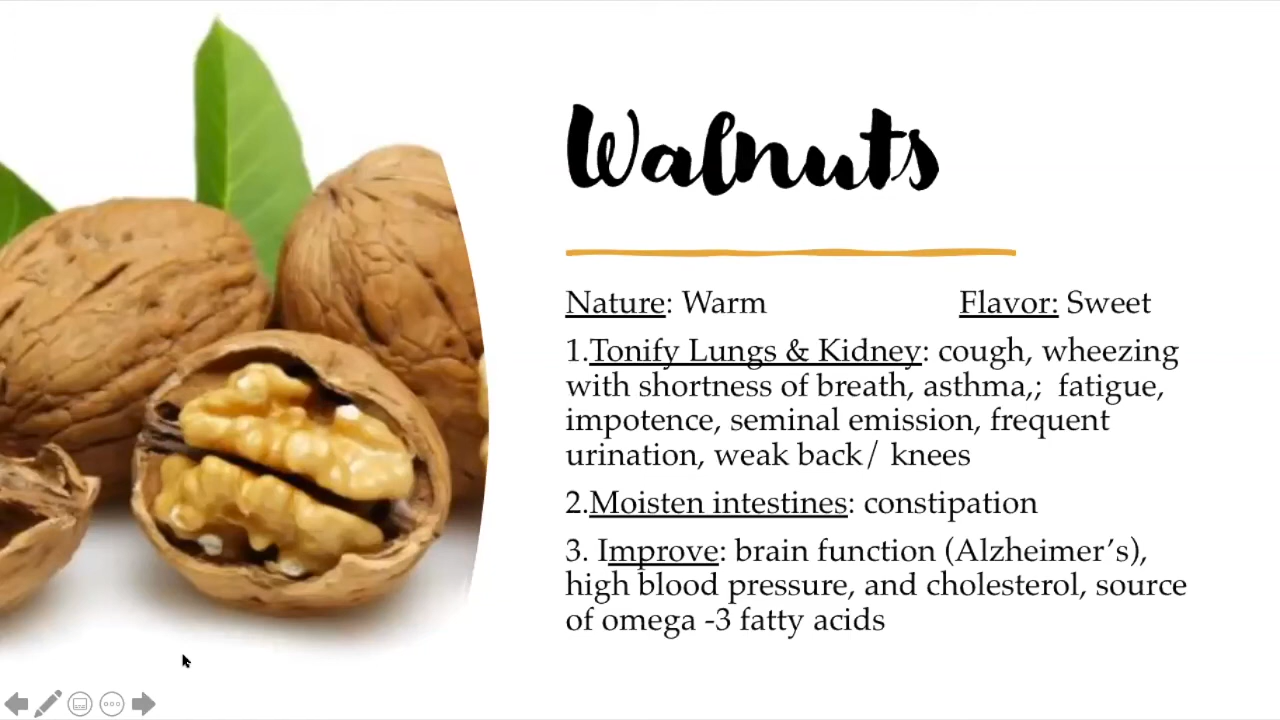 Walnuts
Nature: Warm Flavor: Sweet
1.Tonify Lungs & Kidney: cough, wheezing
with shortness of breath, asthma,;  fatigue,
impotence, seminal emission, frequent
urination, weak back/ knees
2.Moisten intestines: constipation
3. Improve: brain function (Alzheimer’s),
high blood pressure, and cholesterol, source
of omega -3 fatty acids